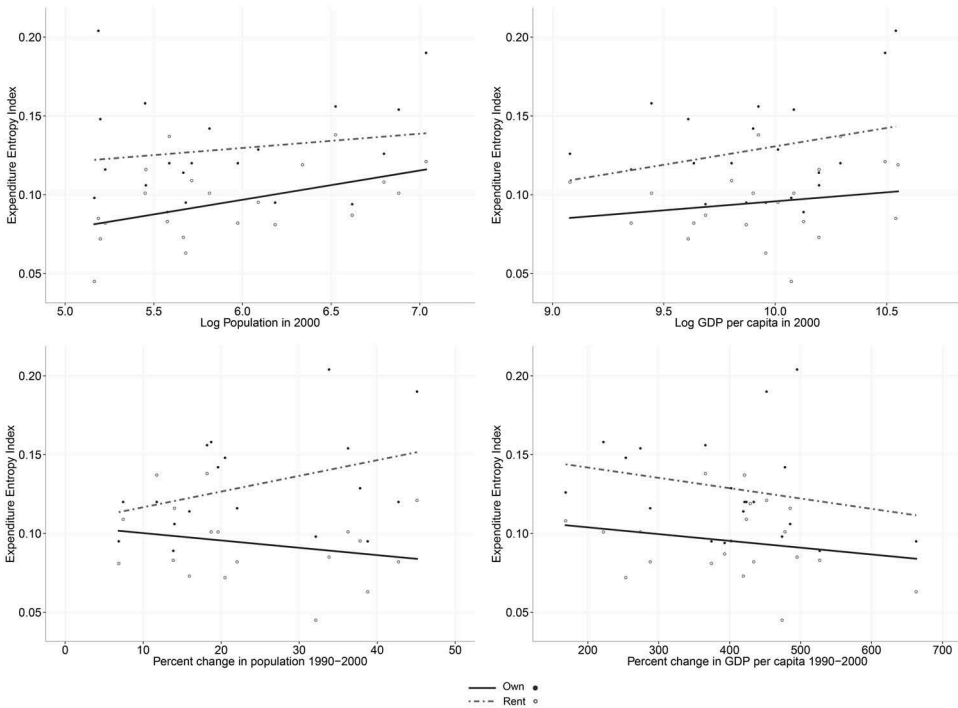 Expenditure Entropy Index
0.20
0.15
0.10
0.05
5.0 5.5 6.0 6.5 7.0
Log Population in 2000
Expenditure Entropy Index
0.20
0.15
0.10
0.05
9.0 9.5 10.0 10.5
Log GDP per capita in 2000
Expenditure Entropy Index
0.20
0.15
0.10
0.05
0 10 20 30 40 50
Percent change in population 1990-2000
Expenditure Entropy Index
0.20
0.15
0.10
0.05
200 300 400 500 600 700
Percent change in GDP per capita 1990-2000
Own
Rent